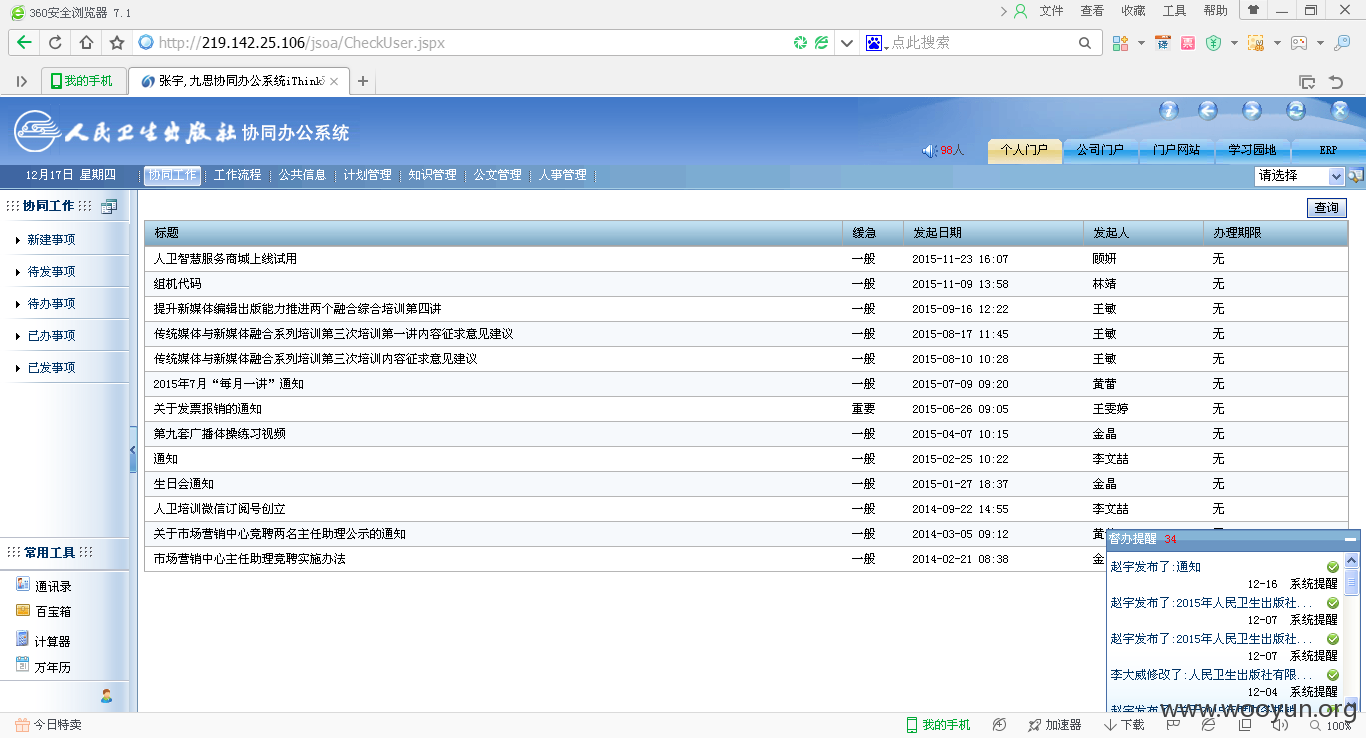 360安全浏览器 7.1
文件 查看 收藏 工具 帮助
http://219.142.25.106/jsoa/CheckUser.jspx
点此搜索
我的手机
张宇,九思协同办公系统iThink
人民卫生出版社 协同办公系统
98人
个人门户 公司门户 门户网站 学习园地 ERP
12月17日 星期四
协同工作 工作流程 公共信息 计划管理 知识管理 公文管理 人事管理
请选择
协同工作
新建事项
待发事项
待办事项
已办事项
已发事项
查询
标题 缓急 发起日期 发起人 办理期限
人卫智慧服务商城上线试用 一般 2015-11-23 16:07 顾妍 无
组机代码 一般 2015-11-09 13:58 林靖 无
提升新媒体编辑出版能力推进两个融合综合培训第四讲 一般 2015-09-16 12:22 王敏 无
传统媒体与新媒体融合系列培训第三次培训第一讲内容征求意见建议 一般 2015-08-17 11:45 王敏 无
传统媒体与新媒体融合系列培训第三次培训内容征求意见建议 一般 2015-08-10 10:28 王敏 无
2015年7月“每月一讲”通知 一般 2015-07-09 09:20 黄蕾 无
关于发票报销的通知 重要 2015-06-26 09:05 王雯婷 无
第九套广播体操练习视频 一般 2015-04-07 10:15 金晶 无
通知 一般 2015-02-25 10:22 李文喆 无
生日会通知 一般 2015-01-27 18:37 金晶 无
人卫培训微信订阅号创立 一般 2014-09-22 14:55 李文喆 无
关于市场营销中心竞聘两名主任助理公示的通知 一般 2014-03-05 09:12 黄
市场营销中心主任助理竞聘实施办法 一般 2014-02-21 08:38 金
常用工具
通讯录
百宝箱
计算器
万年历
督办提醒 34
赵宇发布了:通知
12-16 系统提醒
赵宇发布了:2015年人民卫生出版社...
12-07 系统提醒
赵宇发布了:2015年人民卫生出版社...
12-07 系统提醒
李大威修改了:人民卫生出版社有限...
12-04 系统提醒
www.wooyun.org
今日特卖
我的手机 加速器 下载 100%